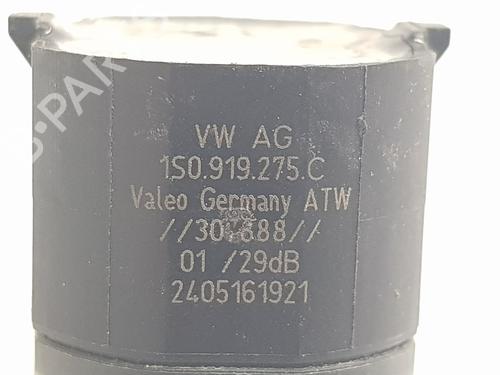 VW AG
1S0.919.275.C
Valeo Germany ATW
01 /29dB
2405161921